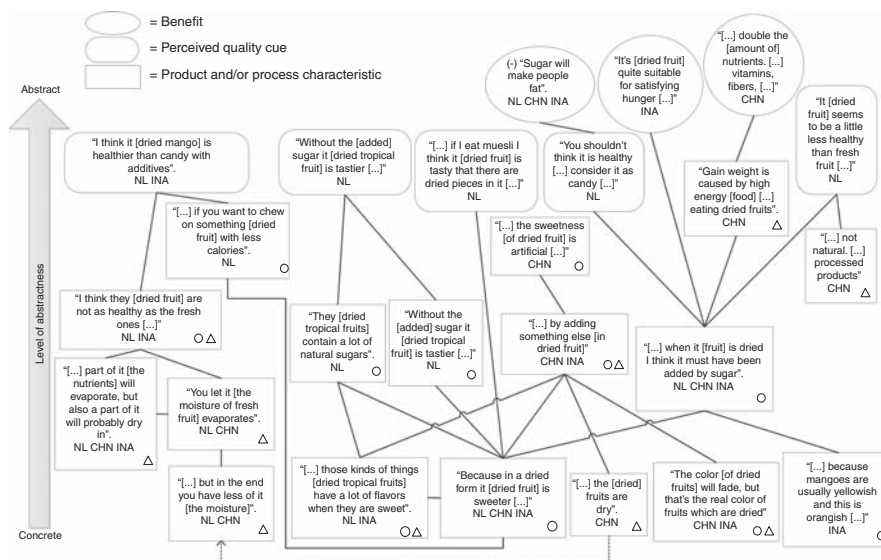 = Benefit
= Perceived quality cue
= Product and/or process characteristic
Abstract
Level of abstractness
Concrete
(-) “Sugar will
make people
fat”.
NL CHN INA
“It’s [dried fruit]
quite suitable
for satisfying
hunger [...]”
INA
“[...] double the
[amount of]
nutrients. [...]
vitamins,
fibers, [...]”
CHN
“I think it [dried mango] is
healthier than candy with
additives”.
NL INA
“Without the [added]
sugar it [dried tropical
fruit] is tastier [...]”
NL
“[...] if I eat muesli I
think it [dried fruit] is
tasty that there are
dried pieces in it [...]”
NL
“You shouldn’t
think it is healthy
[...] consider it as
candy [...]”
NL
“It [dried
fruit] seems
to be a little
less healthy
than fresh
fruit [...]”
NL
“Gain weight is
caused by high
energy [food] [...]
eating dried fruits”.
CHN
“[...] if you want to chew
on something [dried
fruit] with less
calories”.
NL
“[...] the sweetness
[of dried fruit] is
artificial [...]”
CHN
“[...] not
natural. [...]
processed
products”
CHN
“I think they [dried fruit] are
not as healthy as the fresh
ones [...]”
NL INA
“They [dried
tropical fruits]
contain a lot of
natural sugars”.
NL
“Without the
[added] sugar it
[dried tropical
fruit] is tastier [...]”
NL
“[...] by adding
something else [in
dried fruit]”
CHN INA
“[...] when it [fruit] is dried
I think it must have been
added by sugar”.
NL CHN INA
“[...] part of it [the
nutrients] will
evaporate, but
also a part of it
will probably dry
in”.
NL CHN INA
“You let it [the
moisture of fresh
fruit] evaporates”.
NL CHN
“[...] but in the end
you have less of it
[the moisture]”.
NL CHN
“[...] those kinds of things
[dried tropical fruits]
have a lot of flavors
when they are sweet”.
NL INA
“Because in a dried
form it [dried fruit] is
sweeter [...]”
NL CHN INA
“[...] the [dried]
fruits are
dry”.
CHN
“The color [of dried
fruits] will fade, but
that’s the real color of
fruits which are dried”
CHN INA
“[...] because
mangoes are
usually yellowish
and this is
orangish [...]”
INA